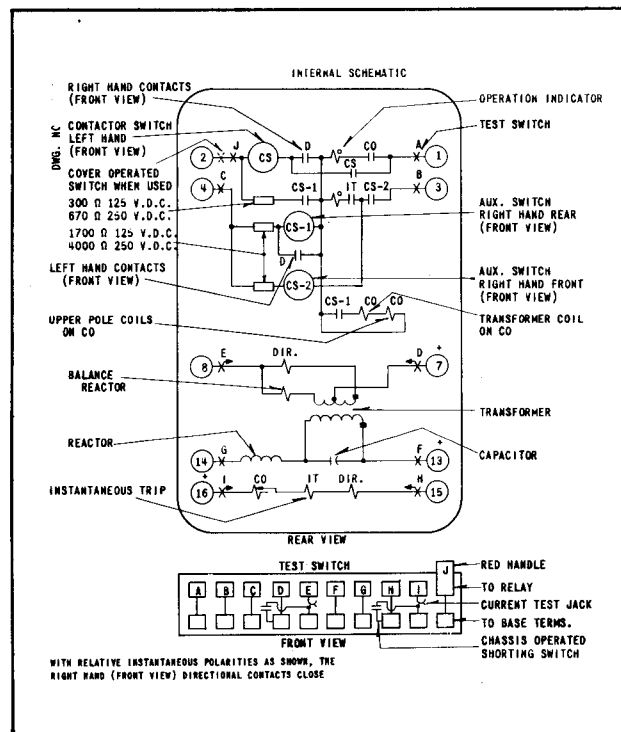 INTERNAL SCHEMATIC
RIGHT HAND CONTACTS
(FRONT VIEW)
OPERATION INDICATOR
DWG. NC
CONTACTOR SWITCH
LEFT HAND
(FRONT VIEW)
TEST SWITCH
D
CO
A
J
2
CS
1
CS
COVER OPERATED
SWITCH WHEN USED
C
B
4
CS-1
IT
CS-2
3
300 Ω 125 V.D.C.
670 Ω 250 V.D.C.
1700 Ω 125 V.D.C.
4000 Ω 250 V.D.C.
CS-1
AUX. SWITCH
RIGHT HAND REAR
(FRONT VIEW)
LEFT HAND CONTACTS
(FRONT VIEW)
D
CS-2
AUX. SWITCH
RIGHT HAND FRONT
(FRONT VIEW)
UPPER POLE COILS
ON CO
CS-1
CO
CO
TRANSFORMER COIL
ON CO
E
DIR.
D
+
8
7
BALANCE
REACTOR
TRANSFORMER
REACTOR
G
F
+
14
13
CAPACITOR
+
I
CO
IT
DIR.
H
16
15
INSTANTANEOUS TRIP
REAR VIEW
TEST SWITCH
J
RED HANDLE
A
B
C
D
E
F
G
H
I
TO RELAY
CURRENT TEST JACK
TO BASE TERMS.
FRONT VIEW
CHASSIS OPERATED
SHORTING SWITCH
WITH RELATIVE INSTANTANEOUS POLARITIES AS SHOWN, THE
RIGHT HAND (FRONT VIEW) DIRECTIONAL CONTACTS CLOSE